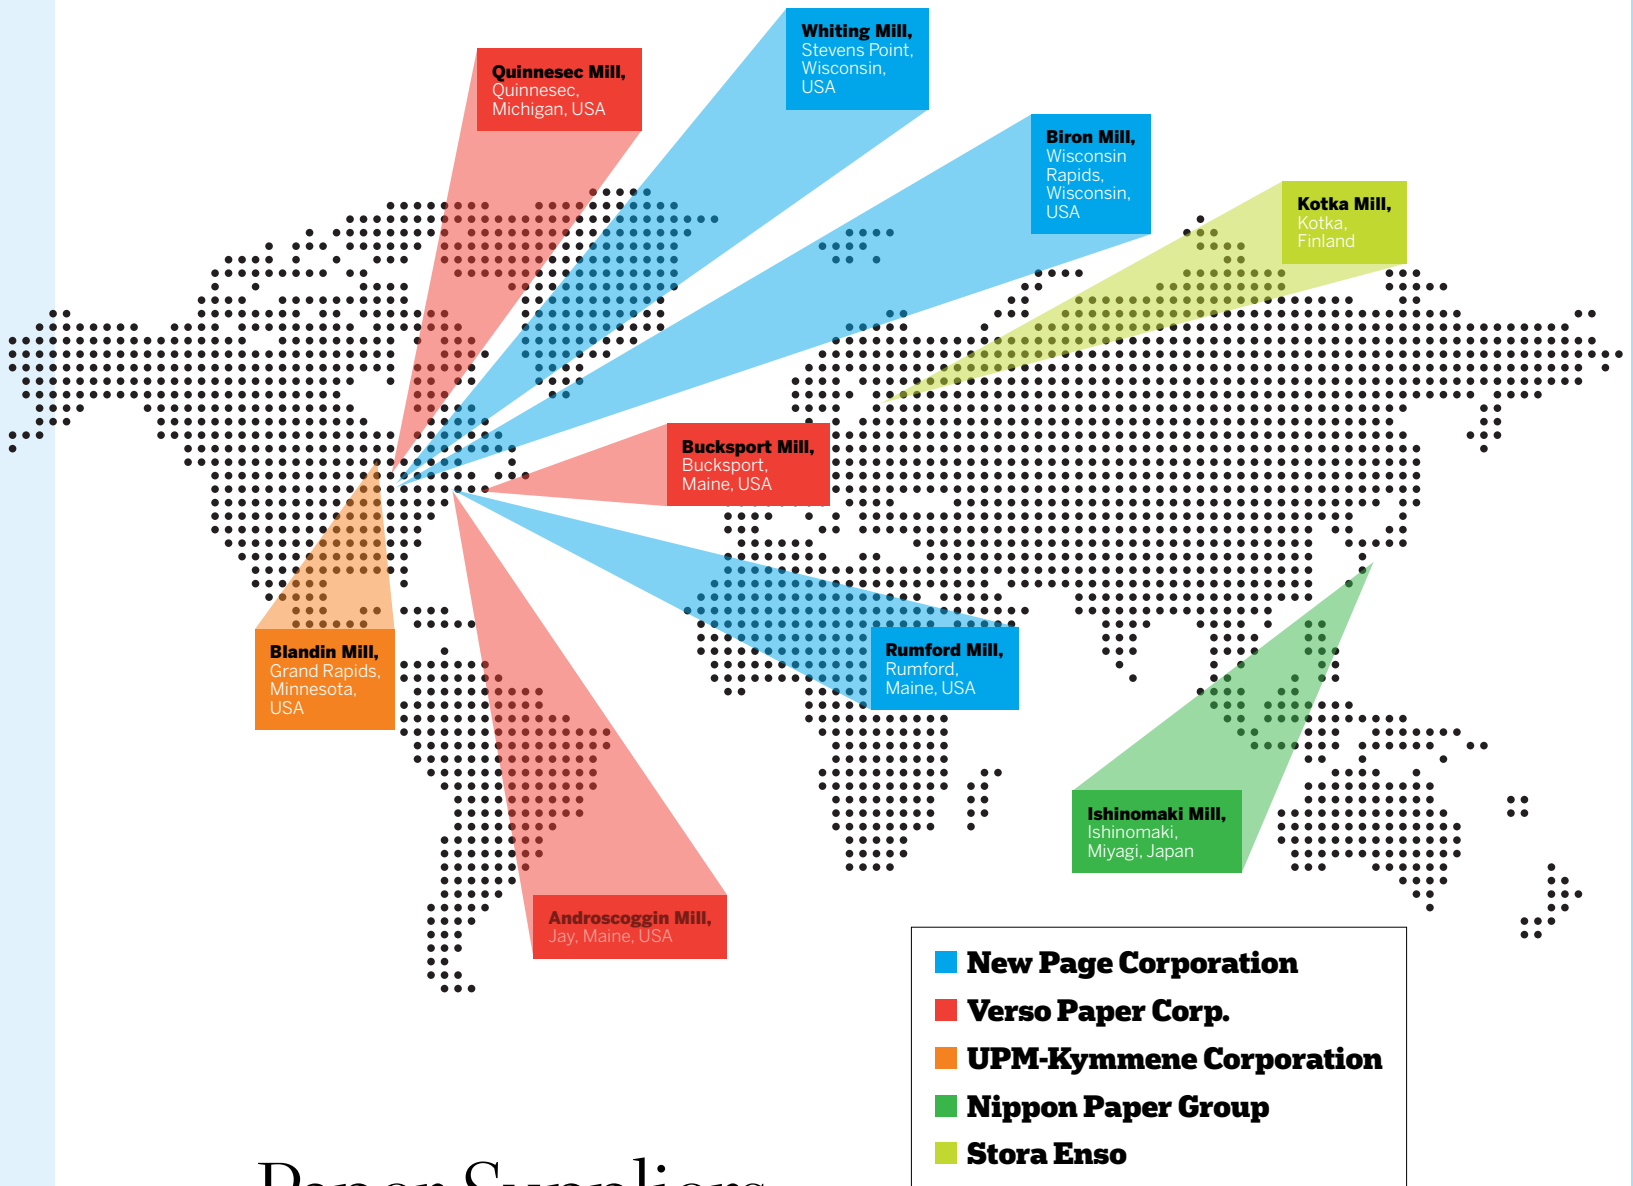 Whiting Mill,
Stevens Point,
Wisconsin,
USA
Quinnesec Mill,
Quinnesec,
Michigan, USA
Biron Mill,
Wisconsin
Rapids,
Wisconsin,
USA
Kotka Mill,
Kotka,
Finland
Bucksport Mill,
Bucksport,
Maine, USA
Blandin Mill,
Grand Rapids,
Minnesota,
USA
Rumford Mill,
Rumford,
Maine, USA
Ishinomaki Mill,
Ishinomaki,
Miyagi, Japan
Androscoggin Mill,
Jay, Maine, USA
New Page Corporation
Verso Paper Corp.
UPM-Kymmene Corporation
Nippon Paper Group
Stora Enso
Paper Suppliers